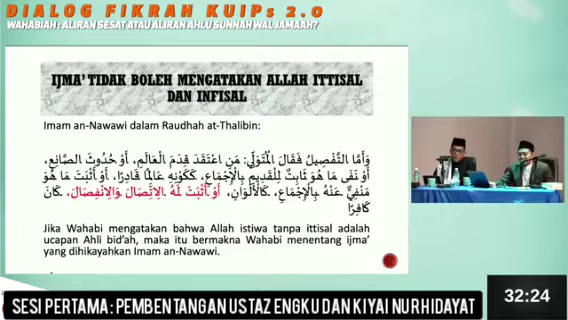 DIALOG FIKRAH KUIPs 2.0
WAHABIAH : ALIRAN SESAT ATAU ALIRAN AHLU SUNNAH WAL JAMAAH?
IJMA' TIDAK BOLEH MENGATAKAN ALLAH ITTISAL
DAN INFISAL
Imam an-Nawawi dalam Raudhah at-Thalibin:
وَأَمَّا التَّفْصِيلُ فَقَالَ الْمُتَوَلِّي: مَنِ اعْتَقَدَ قِدَمَ الْعَالَمِ، أَوْ حُدُوثَ الصَّانِعِ،
أَوْ نَفَى مَا هُوَ ثَابِتٌ لِلْقَدِيمِ بِالْإِجْمَاعِ، كَكَوْنِهِ عَالِمًا قَادِرًا، أَوْ أَثْبَتَ مَا هُوَ
مَنْفِيٌّ عَنْهُ بِالْإِجْمَاعِ، كَالْأَلْوَانِ، أَوْ أَثْبَتَ لَهُ الِاتِّصَالَ وَالِانْفِصَالَ، كَانَ
كَافِرًا
Jika Wahabi mengatakan bahwa Allah istiwa tanpa ittisal adalah
ucapan Ahli bid'ah, maka itu bermakna Wahabi menentang ijma'
yang dihikayahkan Imam an-Nawawi.
32:24
SESI PERTAMA : PEMBENTANGAN USTAZ ENGKU DAN KIYAI NURHIDAYAT